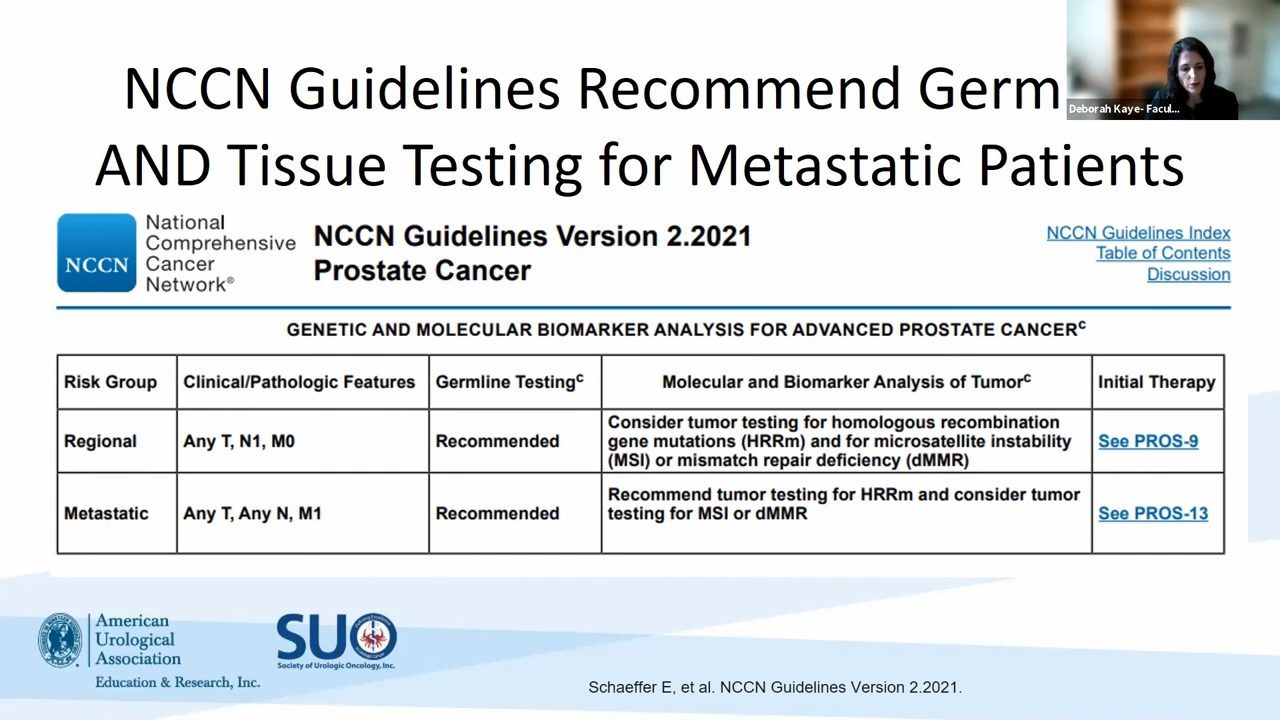 NCCN Guidelines Recommend Germ
AND Tissue Testing for Metastatic Patients
Deborah Kaye- Facul...
NCCN
National
Comprehensive
Cancer
Network®
NCCN Guidelines Version 2.2021
Prostate Cancer
NCCN Guidelines Index
Table of Contents
Discussion
GENETIC AND MOLECULAR BIOMARKER ANALYSIS FOR ADVANCED PROSTATE CANCERᶜ
Risk Group Clinical/Pathologic Features Germline Testingᶜ Molecular and Biomarker Analysis of Tumorᶜ Initial Therapy
Regional Any T, N1, M0 Recommended
Consider tumor testing for homologous recombination
gene mutations (HRRm) and for microsatellite instability
(MSI) or mismatch repair deficiency (dMMR)
See PROS-9
Metastatic Any T, Any N, M1 Recommended
Recommend tumor testing for HRRm and consider tumor
testing for MSI or dMMR
See PROS-13
American
Urological
Association
Education & Research, Inc.
SUO
Society of Urologic Oncology, Inc.
Schaeffer E, et al. NCCN Guidelines Version 2.2021.